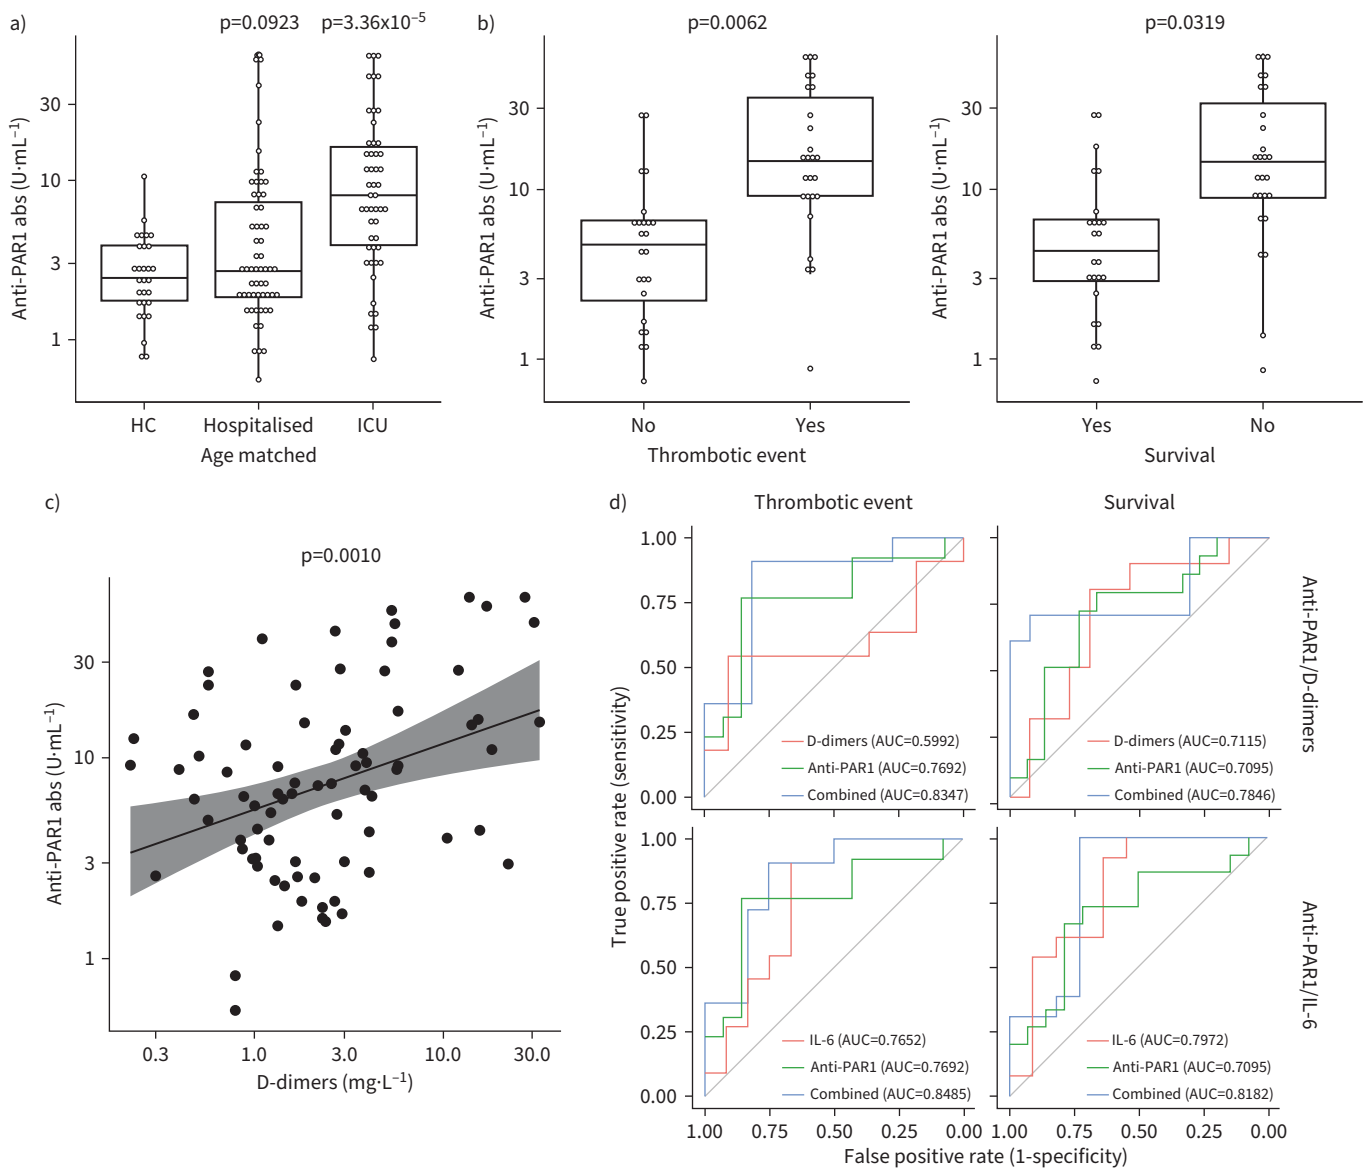 a)
p=0.0923
p=3.36x10⁻⁵
Anti-PAR1 abs (U·mL⁻¹)
30
10
3
1
HC
Hospitalised
ICU
Age matched
b)
p=0.0062
Anti-PAR1 abs (U·mL⁻¹)
30
10
3
1
No
Yes
Thrombotic event
p=0.0319
Anti-PAR1 abs (U·mL⁻¹)
30
10
3
1
Yes
No
Survival
c)
p=0.0010
Anti-PAR1 abs (U·mL⁻¹)
30
10
3
1
0.3
1.0
3.0
10.0
30.0
D-dimers (mg·L⁻¹)
d)
Thrombotic event
Survival
True positive rate (sensitivity)
1.00
0.75
0.50
0.25
0.00
D-dimers (AUC=0.5992)
Anti-PAR1 (AUC=0.7692)
Combined (AUC=0.8347)
D-dimers (AUC=0.7115)
Anti-PAR1 (AUC=0.7095)
Combined (AUC=0.7846)
Anti-PAR1/D-dimers
1.00
0.75
0.50
0.25
0.00
IL-6 (AUC=0.7652)
Anti-PAR1 (AUC=0.7692)
Combined (AUC=0.8485)
IL-6 (AUC=0.7972)
Anti-PAR1 (AUC=0.7095)
Combined (AUC=0.8182)
Anti-PAR1/IL-6
1.00
0.75
0.50
0.25
0.00
1.00
0.75
0.50
0.25
0.00
False positive rate (1-specificity)